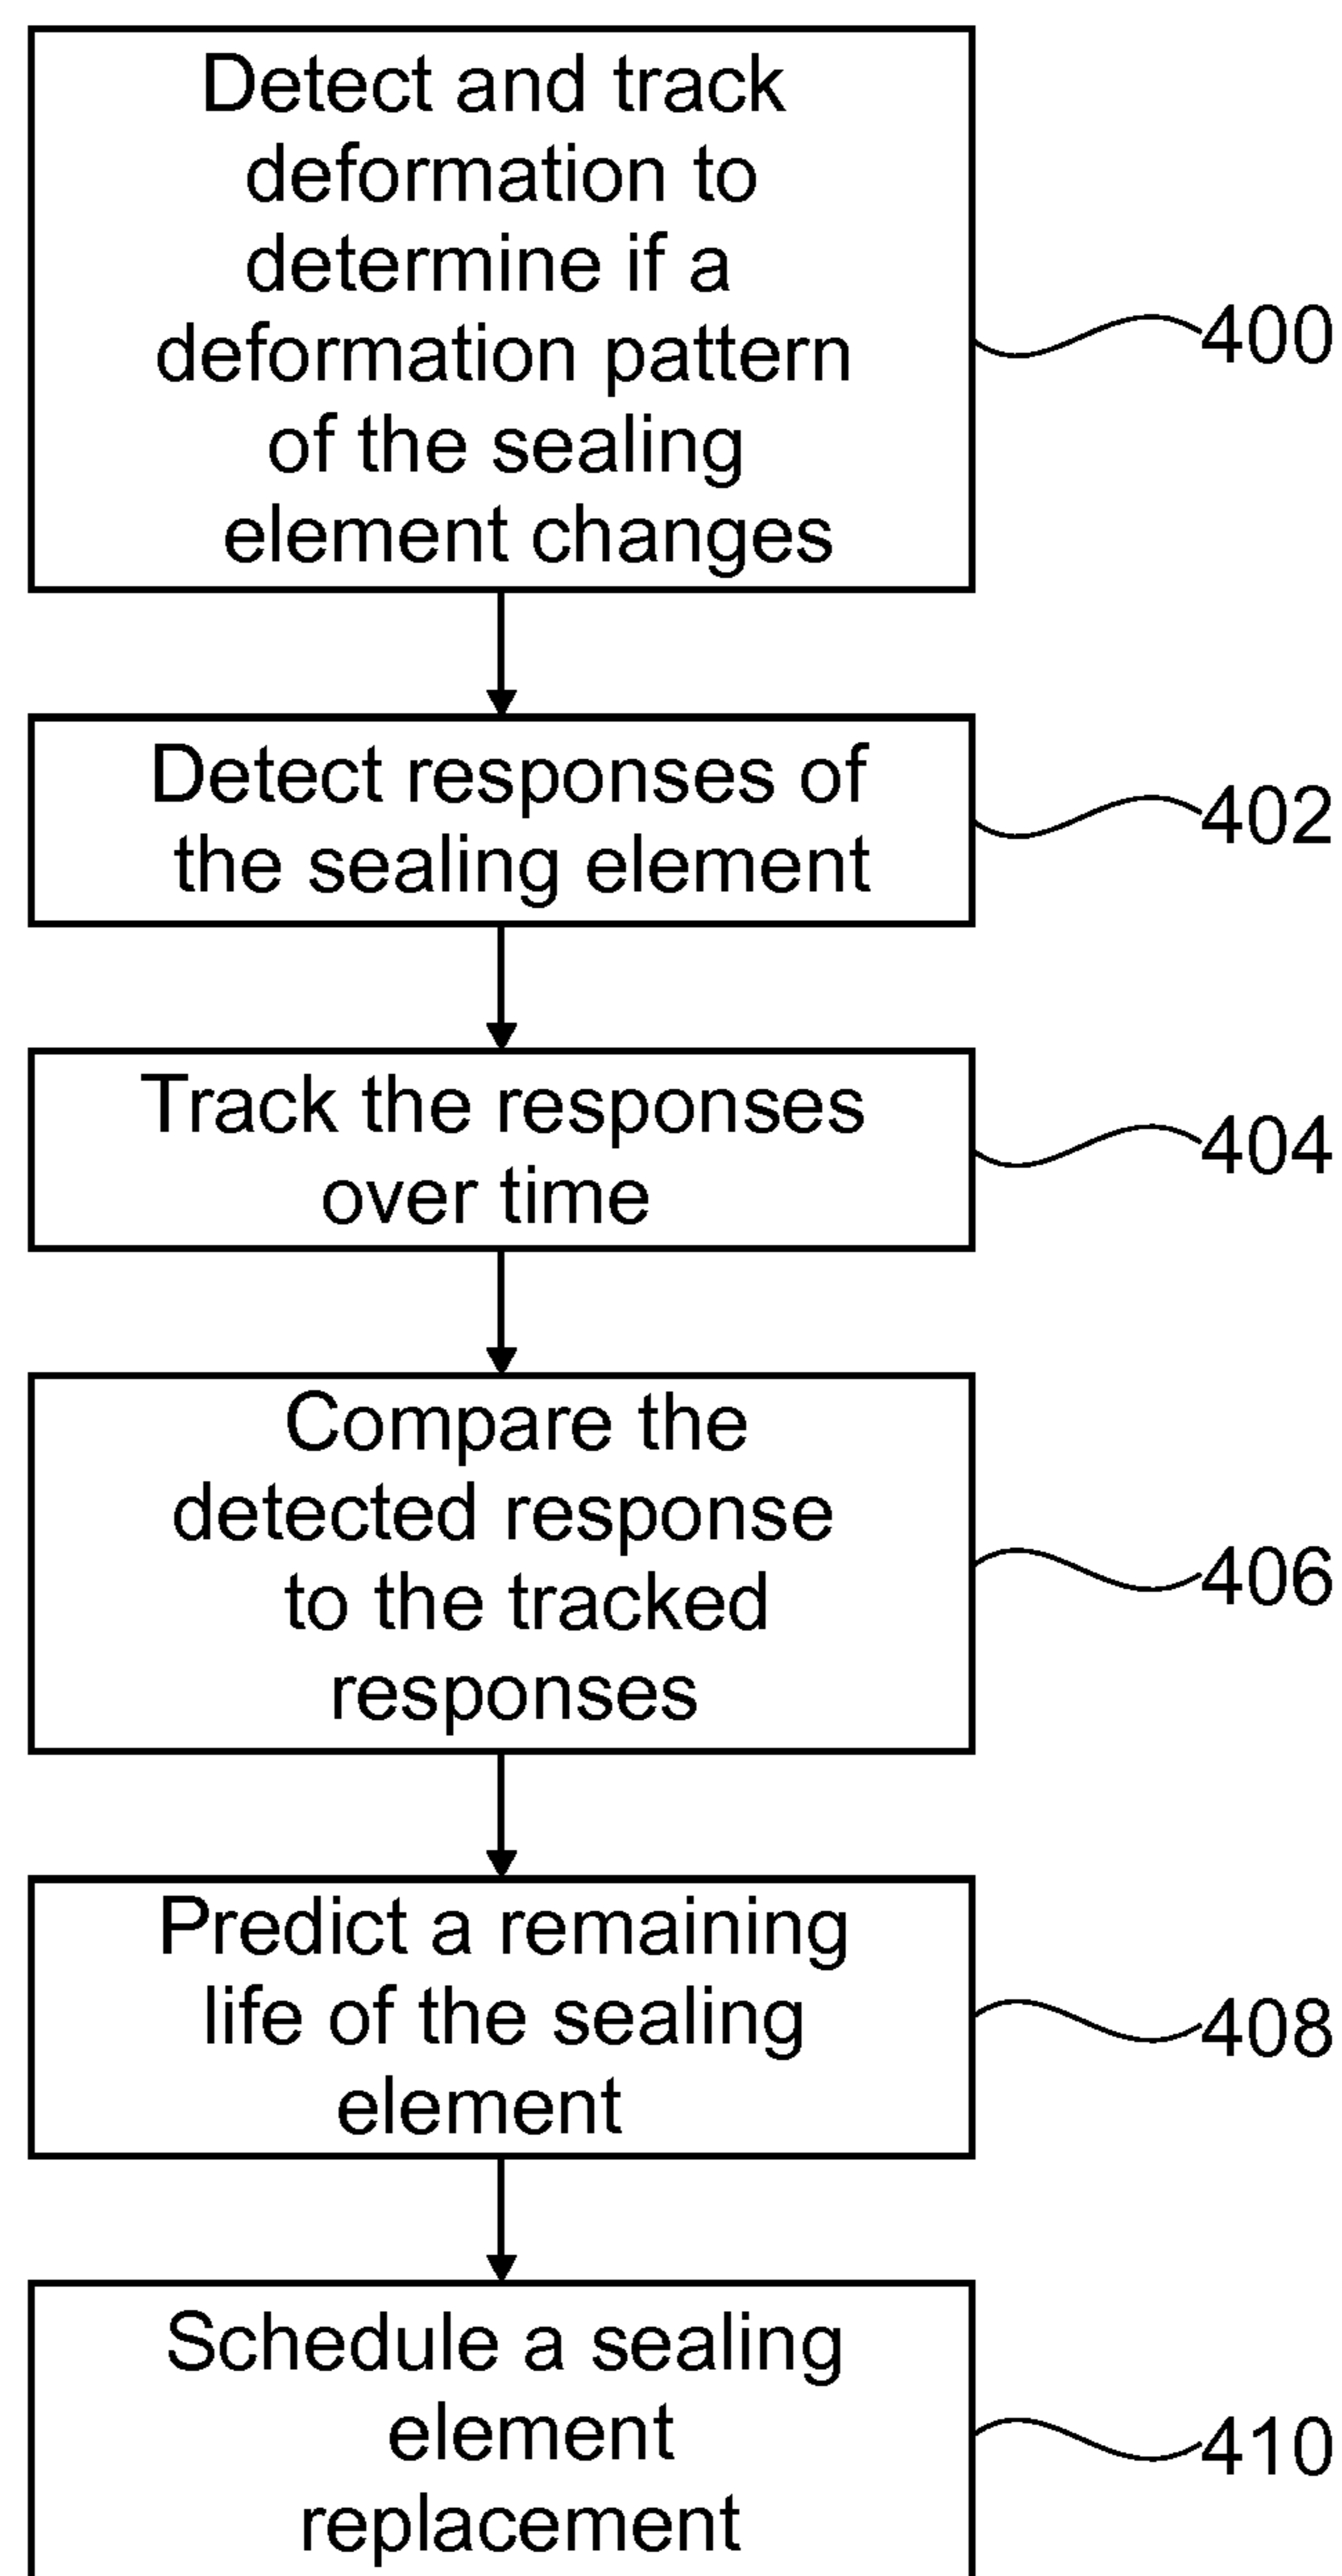 Detect and track
deformation to
determine if a
deformation pattern
of the sealing
element changes
400
Detect responses of
the sealing element
402
Track the responses
over time
404
Compare the
detected response
to the tracked
responses
406
Predict a remaining
life of the sealing
element
408
Schedule a sealing
element
replacement
410